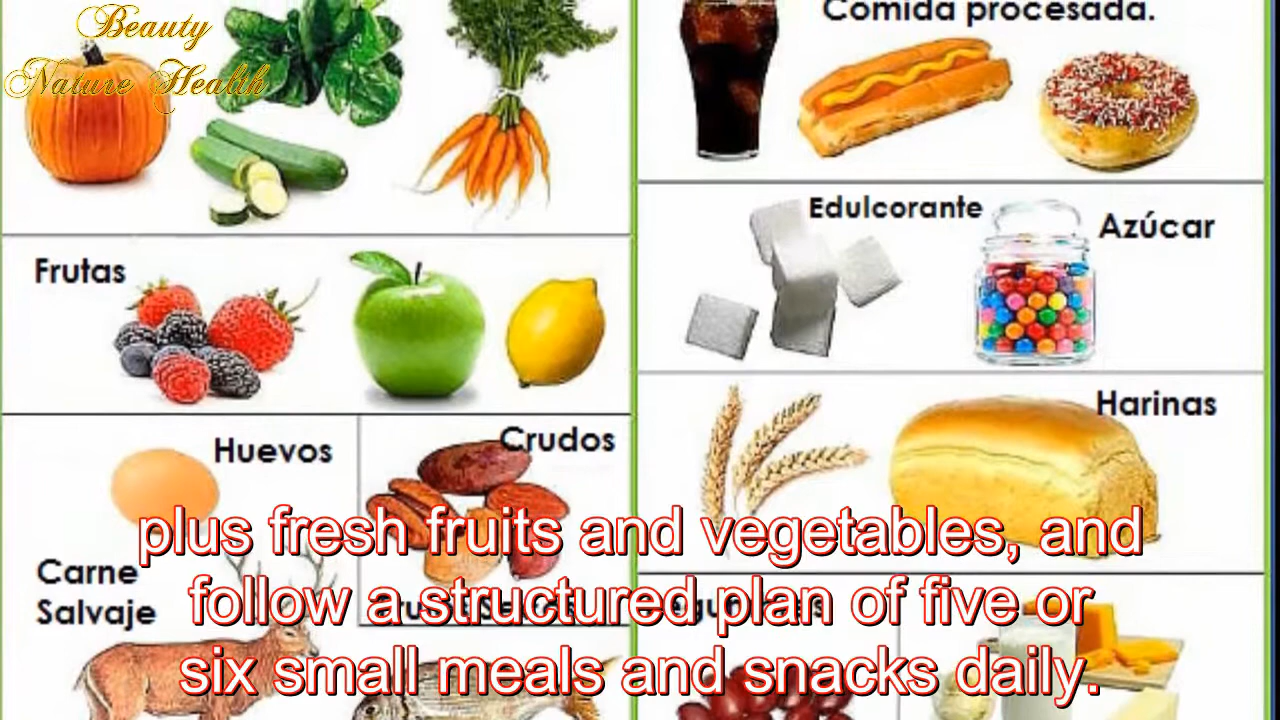 Beauty
Nature Health
Comida procesada.
Edulcorante
Azúcar
Frutas
Harinas
Huevos
Crudos
Carne
Salvaje
plus fresh fruits and vegetables, and
follow a structured plan of five or
six small meals and snacks daily.